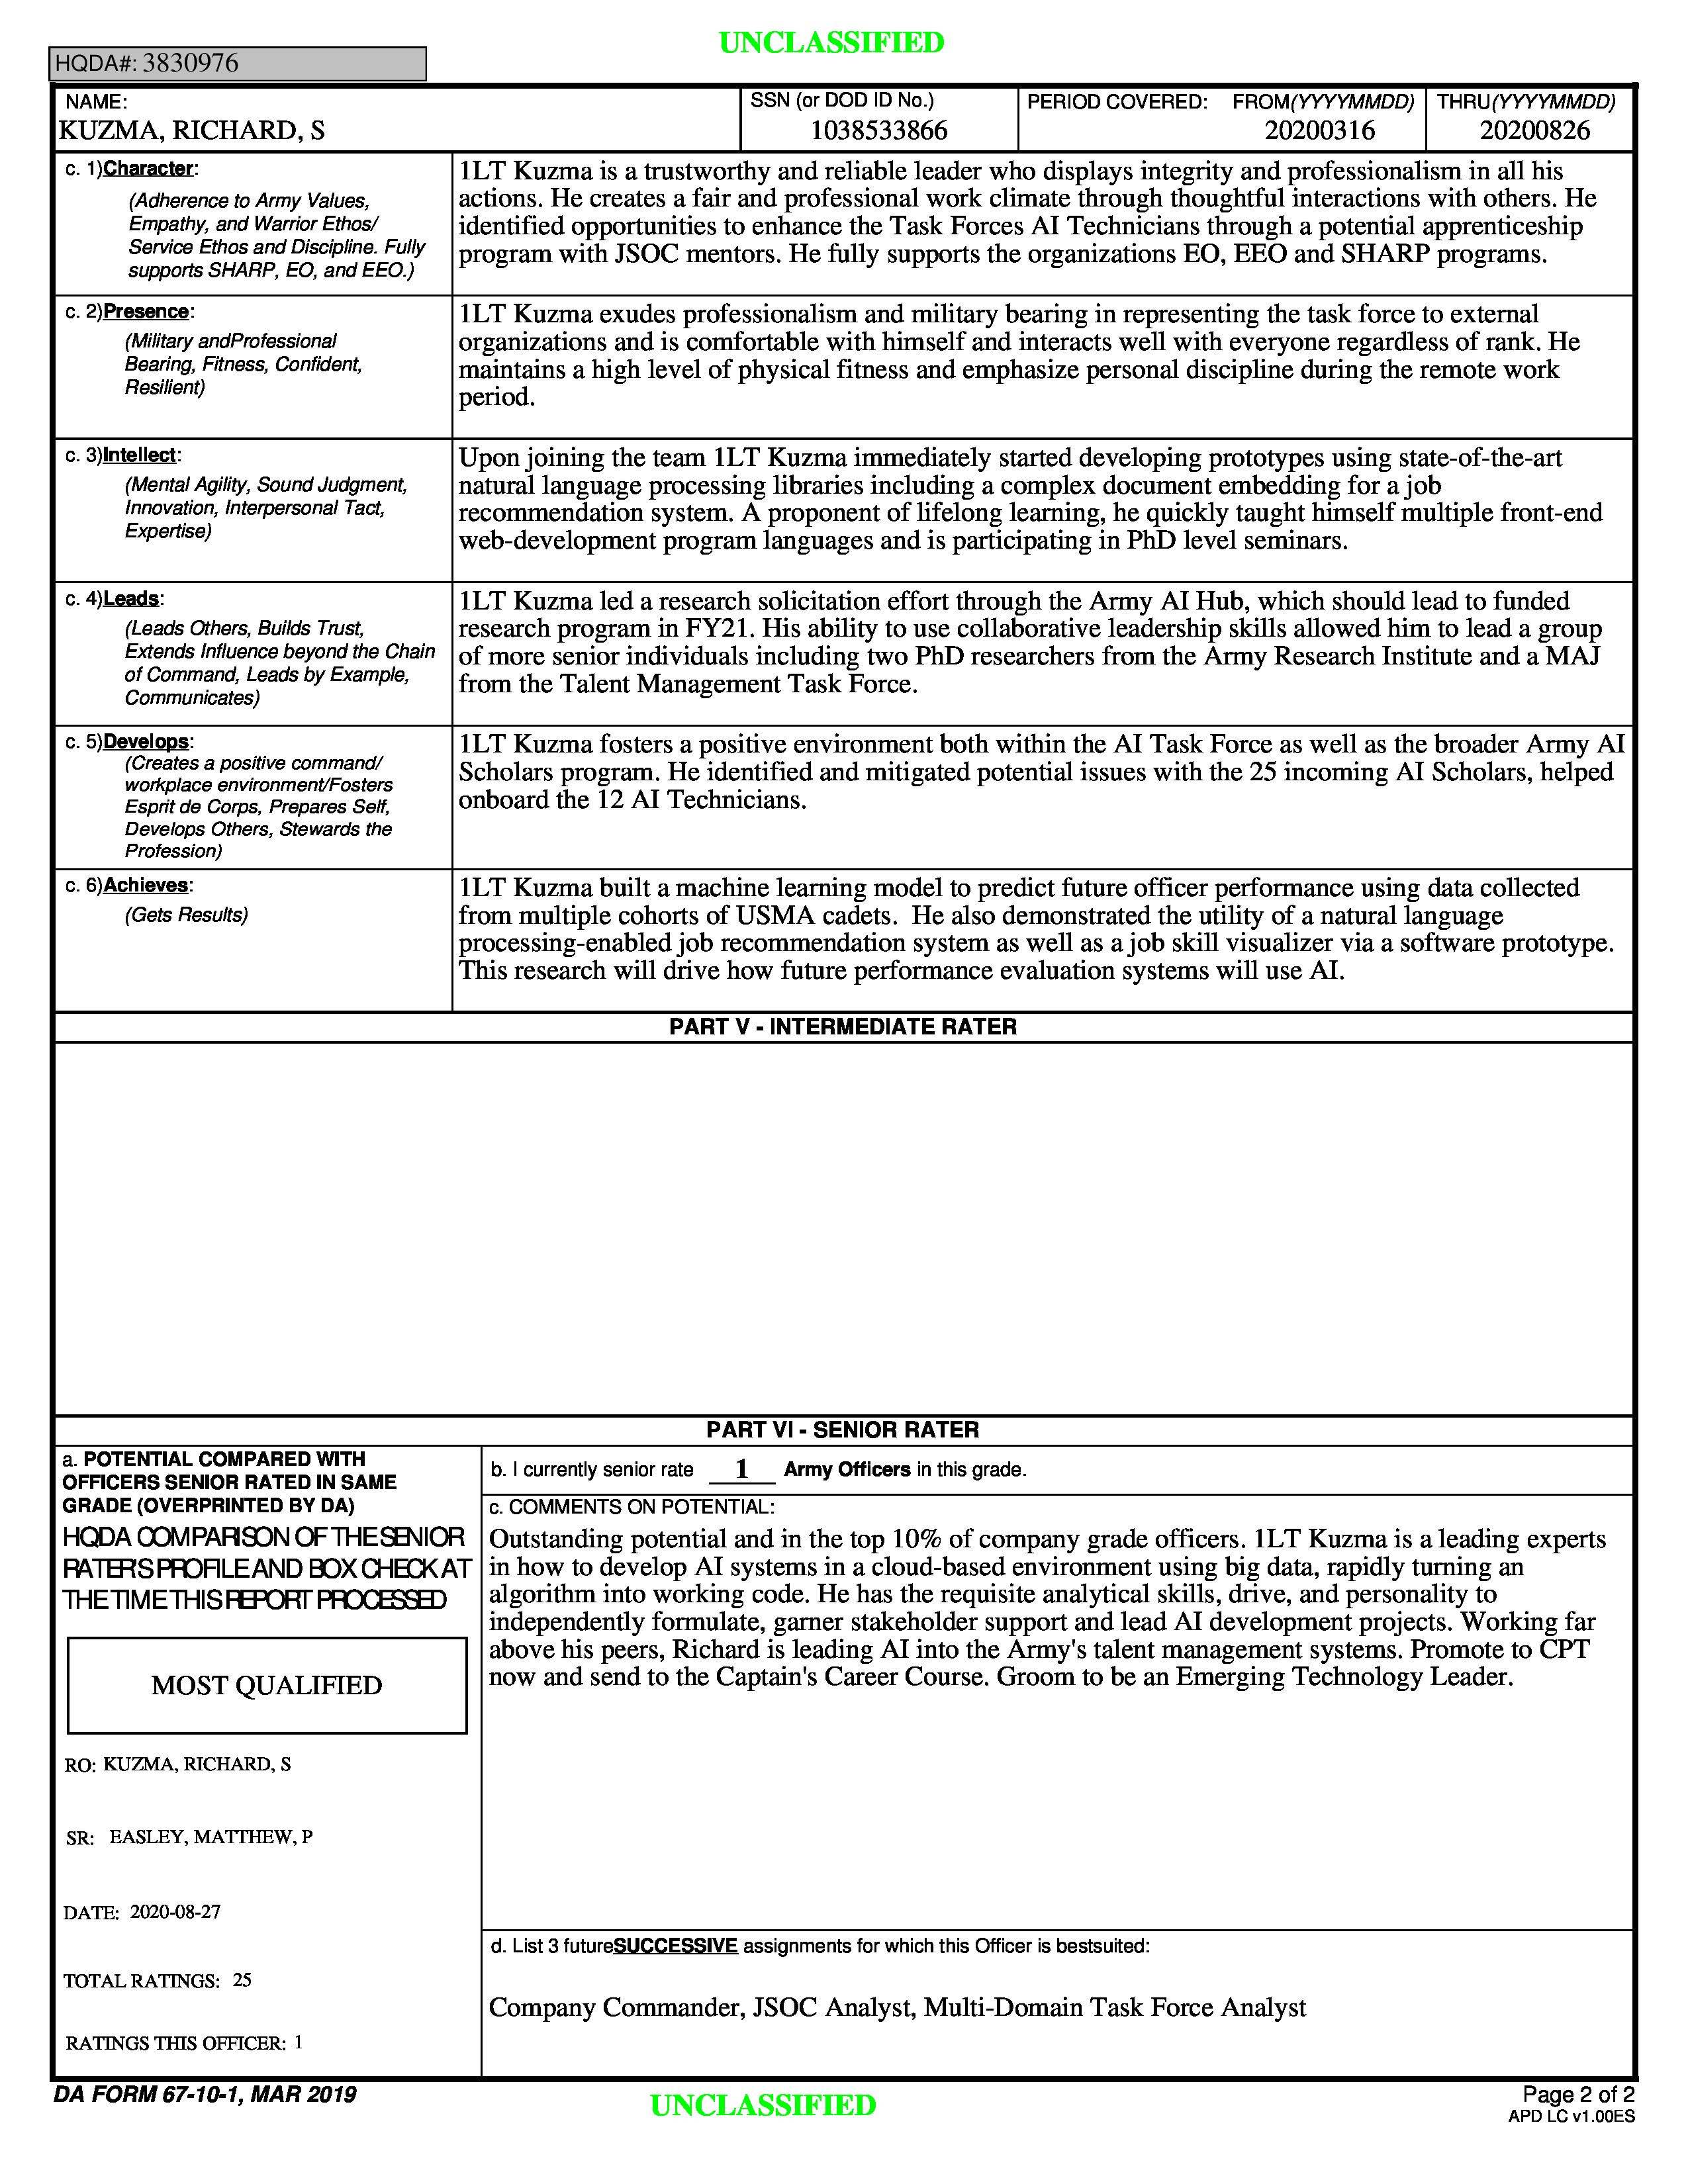 UNCLASSIFIED
HQDA#: 3830976
NAME:
KUZMA, RICHARD, S
SSN (or DOD ID No.)
1038533866
PERIOD COVERED: FROM(YYYYMMDD) THRU(YYYYMMDD)
20200316 20200826
c. 1)Character:
(Adherence to Army Values,
Empathy, and Warrior Ethos/
Service Ethos and Discipline. Fully
supports SHARP, EO, and EEO.)
1LT Kuzma is a trustworthy and reliable leader who displays integrity and professionalism in all his
actions. He creates a fair and professional work climate through thoughtful interactions with others. He
identified opportunities to enhance the Task Forces AI Technicians through a potential apprenticeship
program with JSOC mentors. He fully supports the organizations EO, EEO and SHARP programs.
c. 2)Presence:
(Military andProfessional
Bearing, Fitness, Confident,
Resilient)
1LT Kuzma exudes professionalism and military bearing in representing the task force to external
organizations and is comfortable with himself and interacts well with everyone regardless of rank. He
maintains a high level of physical fitness and emphasize personal discipline during the remote work
period.
c. 3)Intellect:
(Mental Agility, Sound Judgment,
Innovation, Interpersonal Tact,
Expertise)
Upon joining the team 1LT Kuzma immediately started developing prototypes using state-of-the-art
natural language processing libraries including a complex document embedding for a job
recommendation system. A proponent of lifelong learning, he quickly taught himself multiple front-end
web-development program languages and is participating in PhD level seminars.
c. 4)Leads:
(Leads Others, Builds Trust,
Extends Influence beyond the Chain
of Command, Leads by Example,
Communicates)
1LT Kuzma led a research solicitation effort through the Army AI Hub, which should lead to funded
research program in FY21. His ability to use collaborative leadership skills allowed him to lead a group
of more senior individuals including two PhD researchers from the Army Research Institute and a MAJ
from the Talent Management Task Force.
c. 5)Develops:
(Creates a positive command/
workplace environment/Fosters
Esprit de Corps, Prepares Self,
Develops Others, Stewards the
Profession)
1LT Kuzma fosters a positive environment both within the AI Task Force as well as the broader Army AI
Scholars program. He identified and mitigated potential issues with the 25 incoming AI Scholars, helped
onboard the 12 AI Technicians.
c. 6)Achieves:
(Gets Results)
1LT Kuzma built a machine learning model to predict future officer performance using data collected
from multiple cohorts of USMA cadets.  He also demonstrated the utility of a natural language
processing-enabled job recommendation system as well as a job skill visualizer via a software prototype.
This research will drive how future performance evaluation systems will use AI.
PART V - INTERMEDIATE RATER
PART VI - SENIOR RATER
a. POTENTIAL COMPARED WITH
OFFICERS SENIOR RATED IN SAME
GRADE (OVERPRINTED BY DA)
HQDA COMPARISON OF THE SENIOR
RATER'S PROFILE AND BOX CHECK AT
THE TIME THIS REPORT PROCESSED
MOST QUALIFIED
RO: KUZMA, RICHARD, S
SR: EASLEY, MATTHEW, P
DATE: 2020-08-27
TOTAL RATINGS: 25
RATINGS THIS OFFICER: 1
b. I currently senior rate 1 Army Officers in this grade.
c. COMMENTS ON POTENTIAL:
Outstanding potential and in the top 10% of company grade officers. 1LT Kuzma is a leading experts
in how to develop AI systems in a cloud-based environment using big data, rapidly turning an
algorithm into working code. He has the requisite analytical skills, drive, and personality to
independently formulate, garner stakeholder support and lead AI development projects. Working far
above his peers, Richard is leading AI into the Army's talent management systems. Promote to CPT
now and send to the Captain's Career Course. Groom to be an Emerging Technology Leader.
d. List 3 futureSUCCESSIVE assignments for which this Officer is bestsuited:
Company Commander, JSOC Analyst, Multi-Domain Task Force Analyst
DA FORM 67-10-1, MAR 2019
UNCLASSIFIED
Page 2 of 2
APD LC v1.00ES